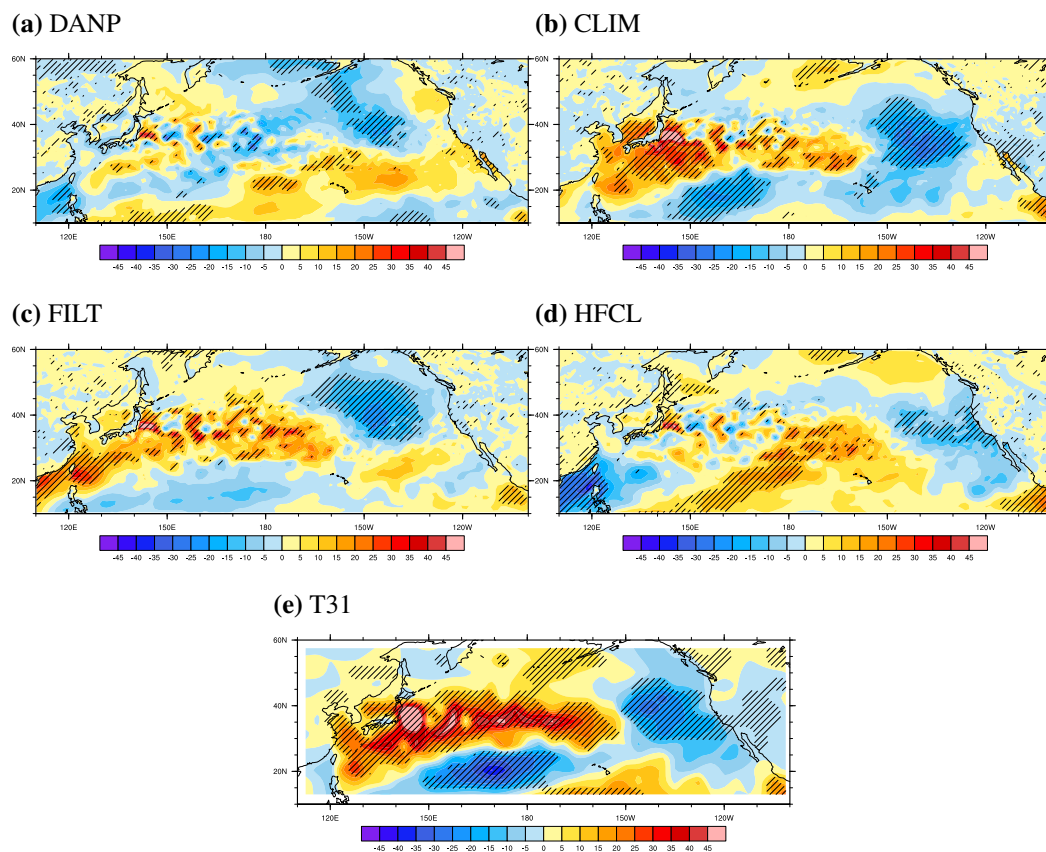 (a) DANP
(b) CLIM
60N
40N
20N
120E 150E 180 150W 120W
-45 -40 -35 -30 -25 -20 -15 -10 -5 0 5 10 15 20 25 30 35 40 45
60N
40N
20N
120E 150E 180 150W 120W
-45 -40 -35 -30 -25 -20 -15 -10 -5 0 5 10 15 20 25 30 35 40 45
(c) FILT
(d) HFCL
60N
40N
20N
120E 150E 180 150W 120W
-45 -40 -35 -30 -25 -20 -15 -10 -5 0 5 10 15 20 25 30 35 40 45
60N
40N
20N
120E 150E 180 150W 120W
-45 -40 -35 -30 -25 -20 -15 -10 -5 0 5 10 15 20 25 30 35 40 45
(e) T31
60N
40N
20N
120E 150E 180 150W 120W
-45 -40 -35 -30 -25 -20 -15 -10 -5 0 5 10 15 20 25 30 35 40 45